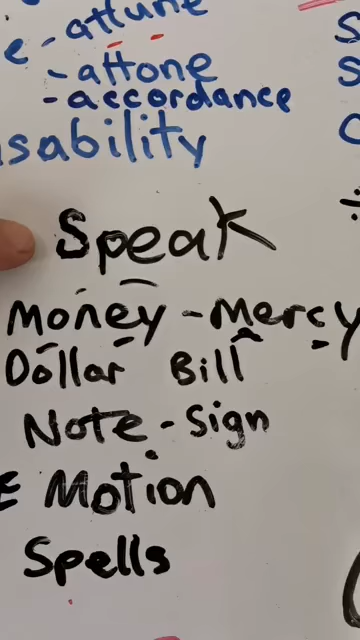 e - attune
- attone
- accordance
sability
Speak
Money - Mercy
Dollar Bill
Note - Sign
E Motion
Spells